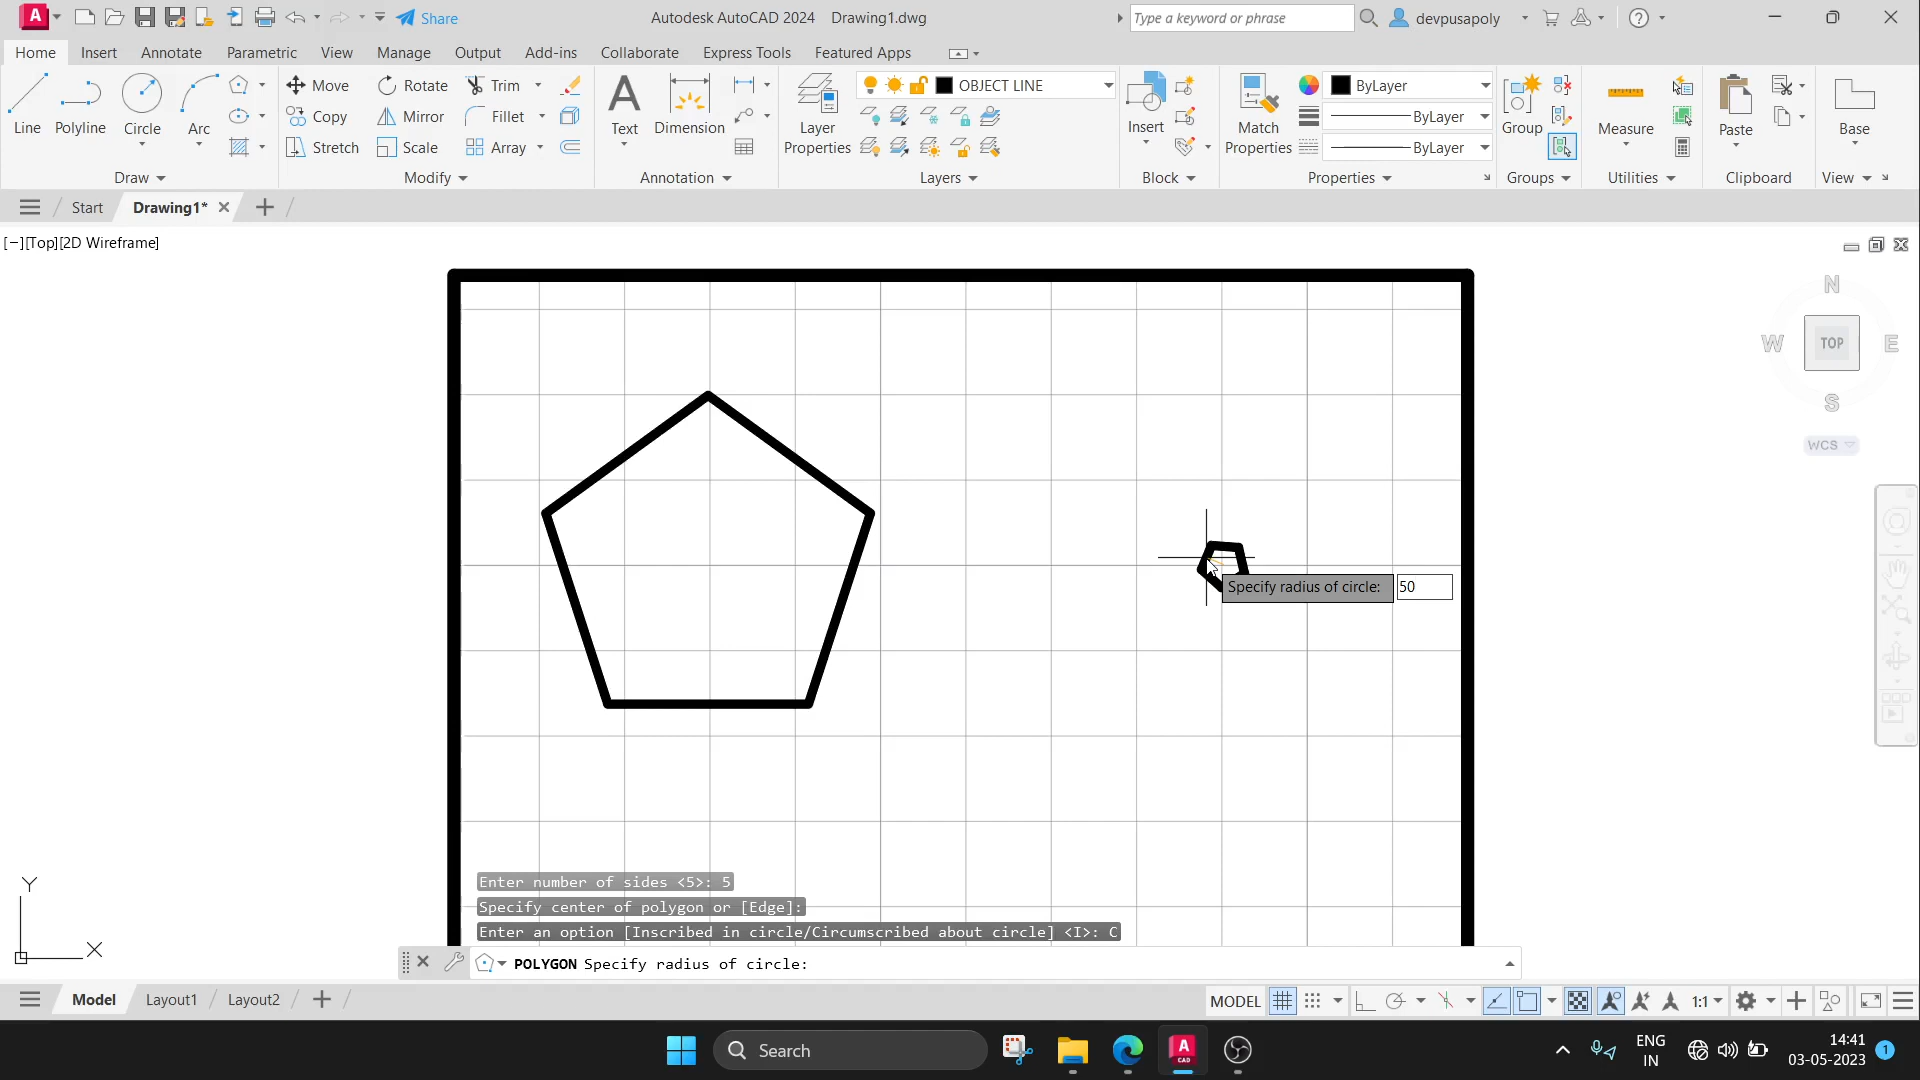 Share
Autodesk AutoCAD 2024 Drawing1.dwg
Type a keyword or phrase
devpusapoly
Home Insert Annotate Parametric View Manage Output Add-ins Collaborate Express Tools Featured Apps
Line Polyline Circle Arc
Move Rotate Trim
Copy Mirror Fillet
Stretch Scale Array
Text Dimension
Layer Properties
OBJECT LINE
Insert
Match Properties
ByLayer
ByLayer
ByLayer
Group Measure Paste Base
Draw Modify Annotation Layers Block Properties Groups Utilities Clipboard View
Start Drawing1*
[−][Top][2D Wireframe]
N
W TOP E
S
WCS
Specify radius of circle: 50
Enter number of sides <5>: 5
Specify center of polygon or [Edge]:
Enter an option [Inscribed in circle/Circumscribed about circle] <I>: C
Y
X
POLYGON Specify radius of circle:
Model Layout1 Layout2
MODEL 1:1
Search
A CAD
ENG
IN
14:41
03-05-2023
1